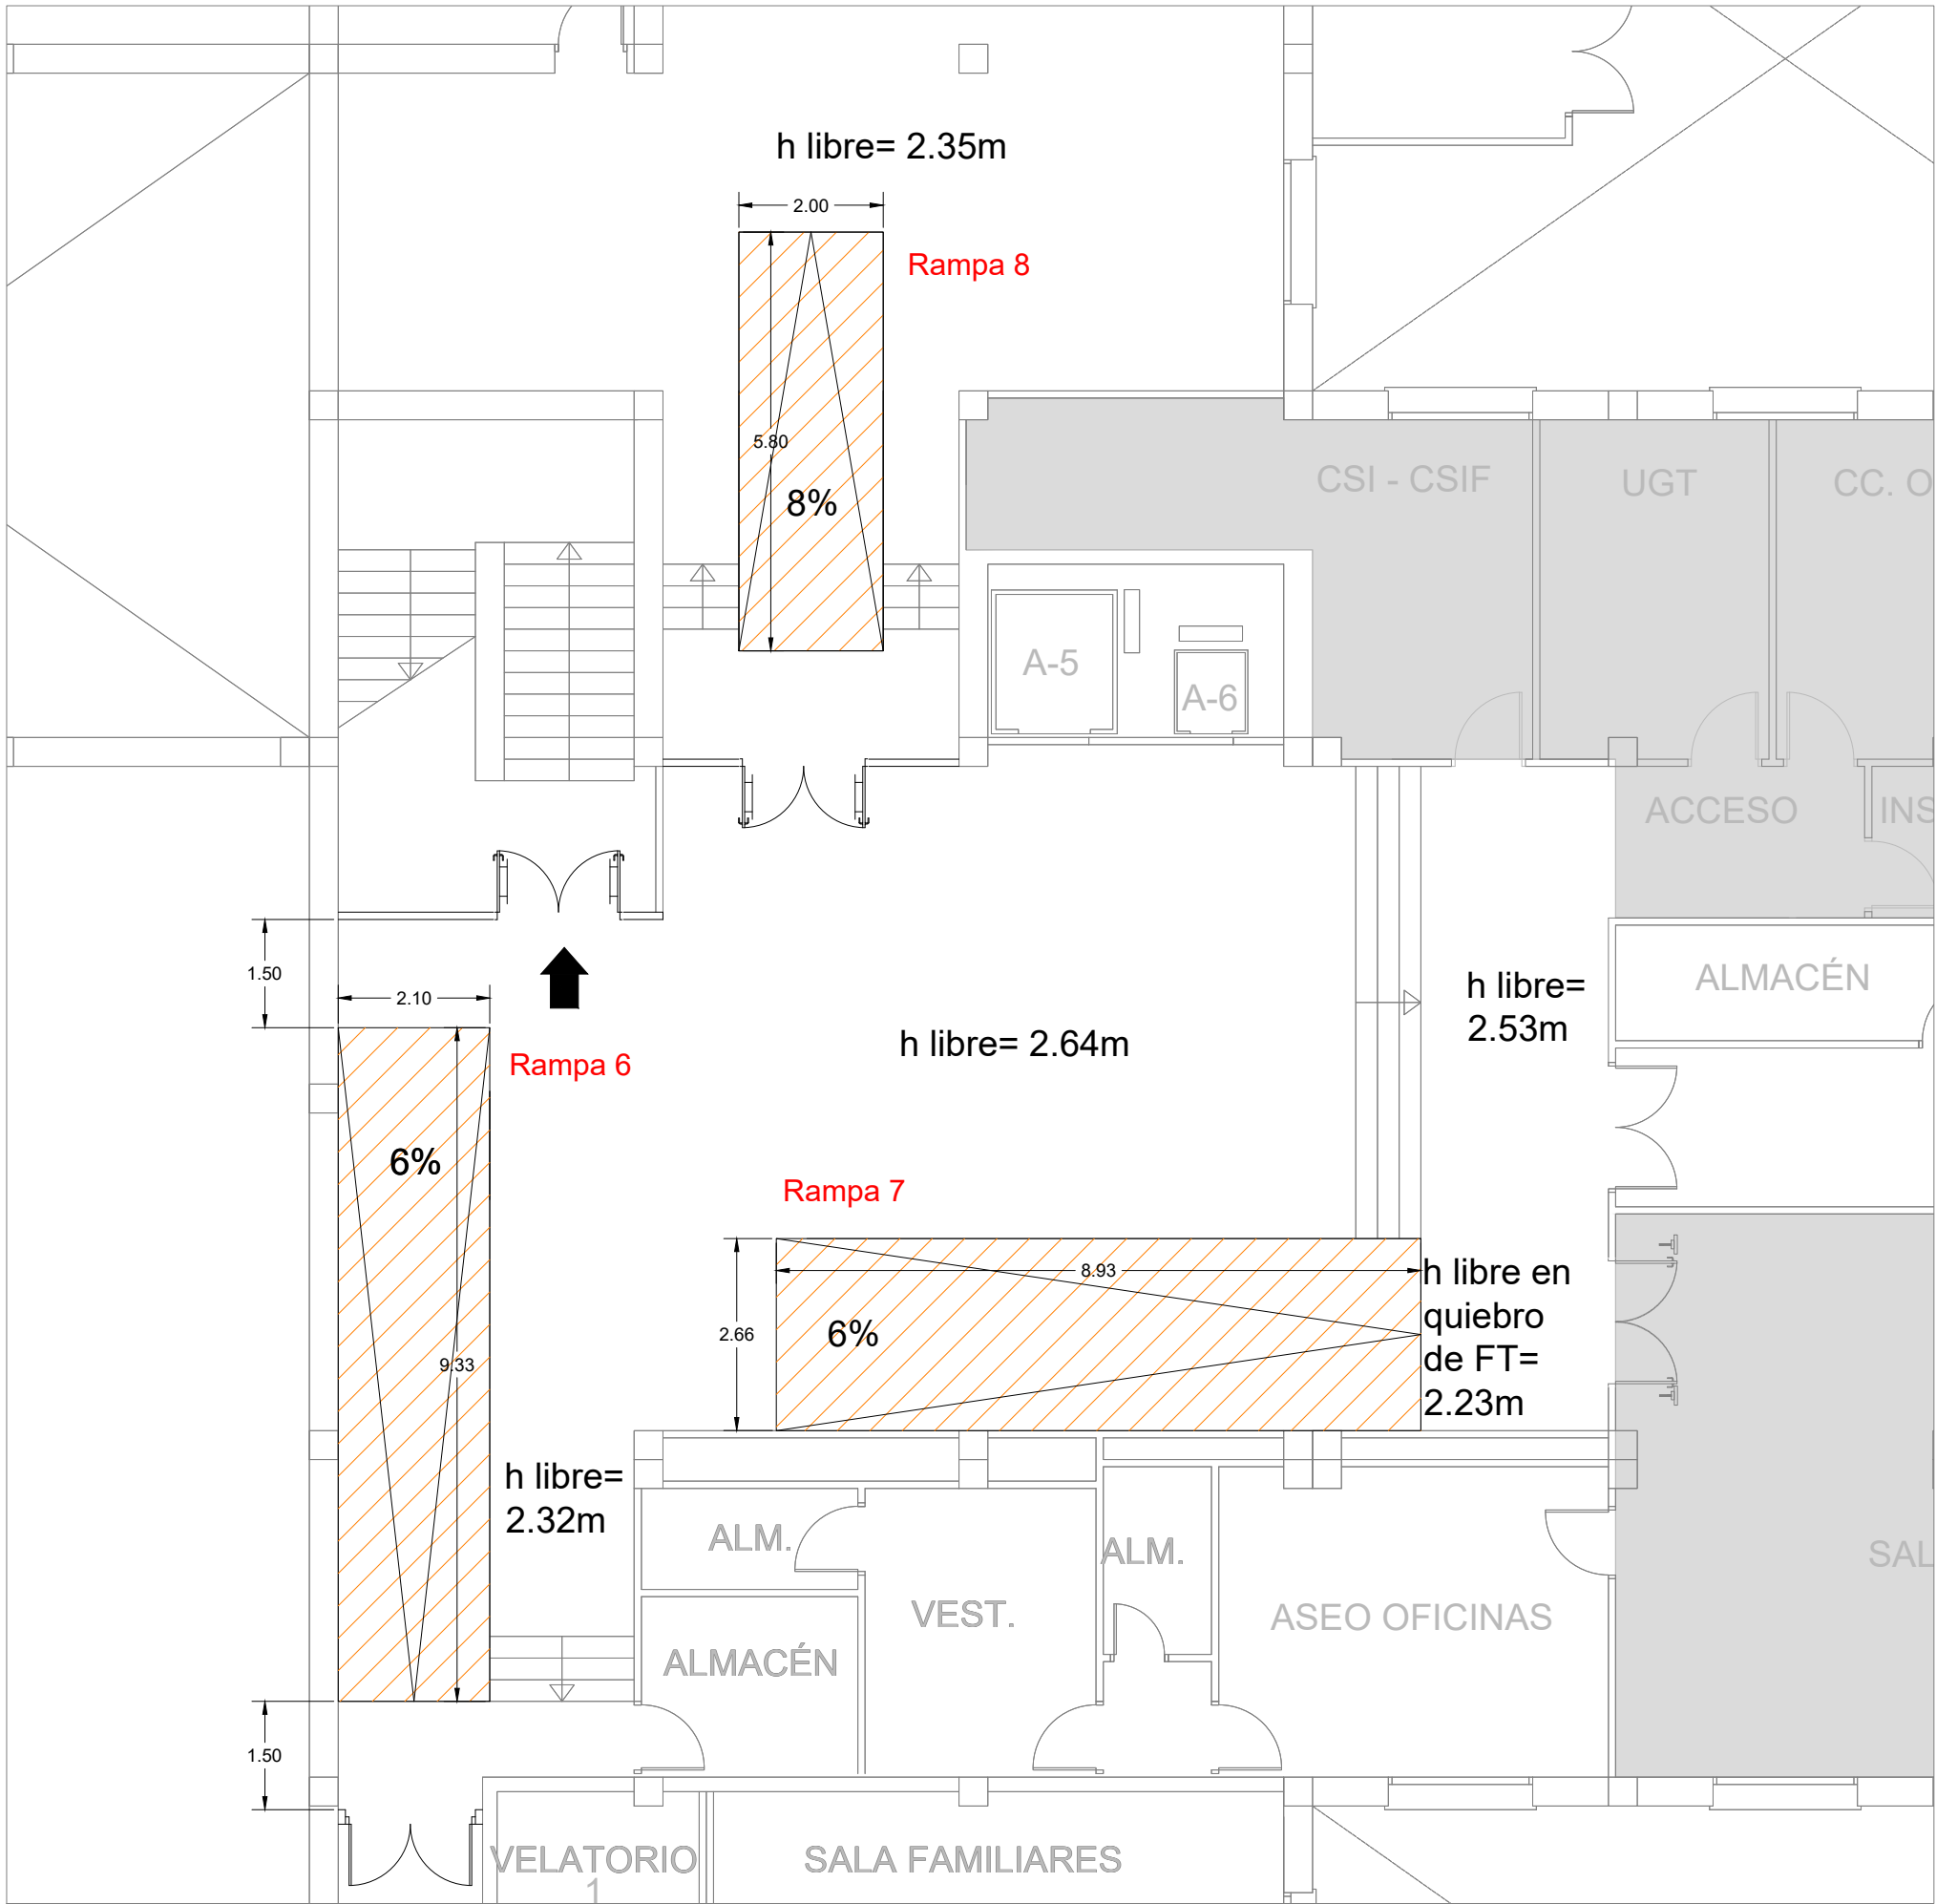 h libre= 2.35m
2.00
Rampa 8
5.80
8%
CSI - CSIF
UGT
CC. O
A-5
A-6
ACCESO
INS
1.50
2.10
h libre=
2.53m
ALMACÉN
h libre= 2.64m
Rampa 6
6%
Rampa 7
8.93
2.66
6%
h libre en
quiebro
de FT=
2.23m
9.33
h libre=
2.32m
ALM.
ALM.
SAL
VEST.
ASEO OFICINAS
ALMACÉN
1.50
VELATORIO
1
SALA FAMILIARES